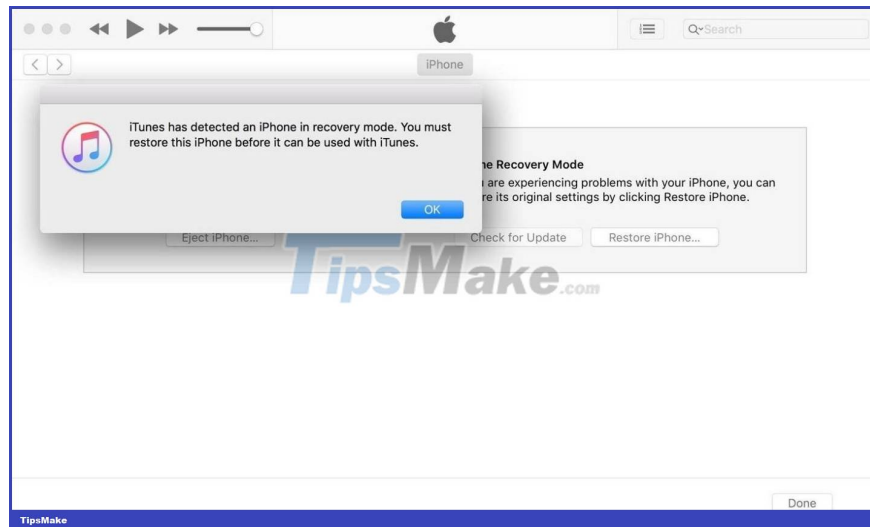 Search
iPhone
iTunes has detected an iPhone in recovery mode. You must
restore this iPhone before it can be used with iTunes.
OK
Recovery Mode
are experiencing problems with your iPhone, you can
its original settings by clicking Restore iPhone.
Eject iPhone...
Check for Update
Restore iPhone...
TipsMake.com
Done
TipsMake